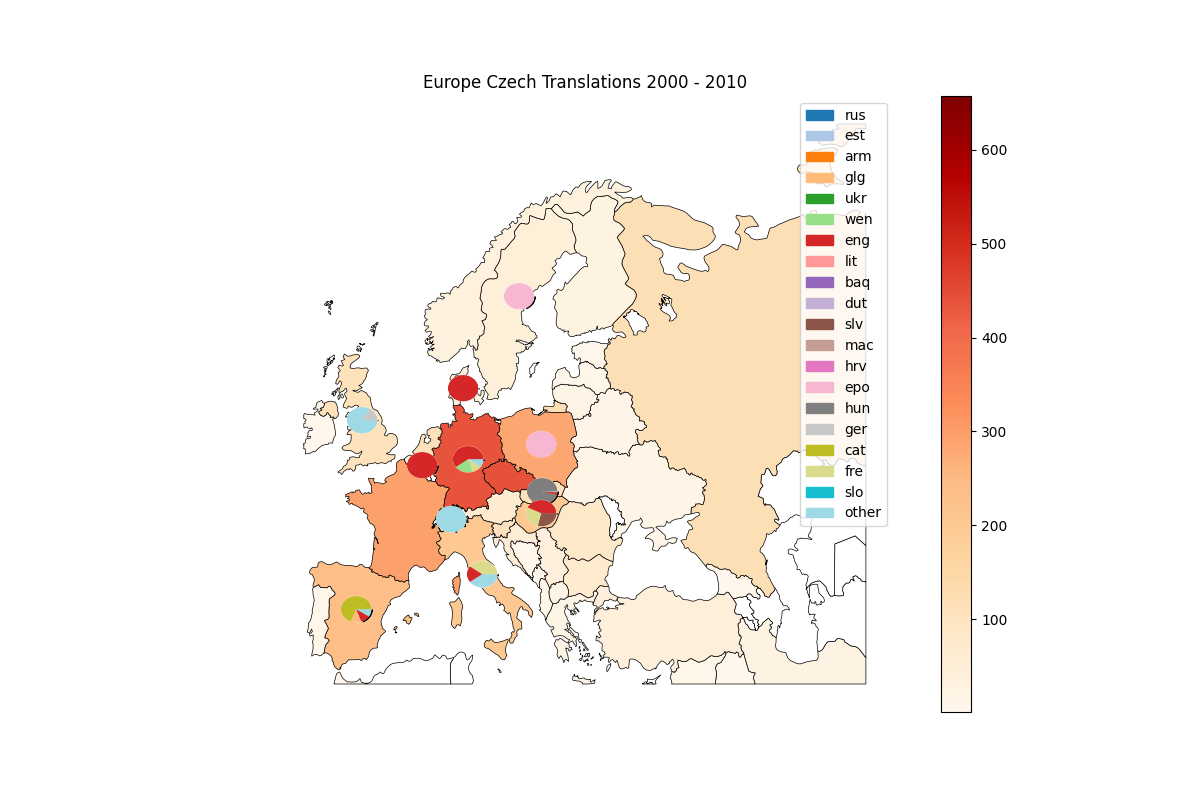 Europe Czech Translations 2000 - 2010
rus
est
arm
glg
ukr
wen
eng
lit
baq
dut
slv
mac
hrv
epo
hun
ger
cat
fre
slo
other
600
500
400
300
200
100